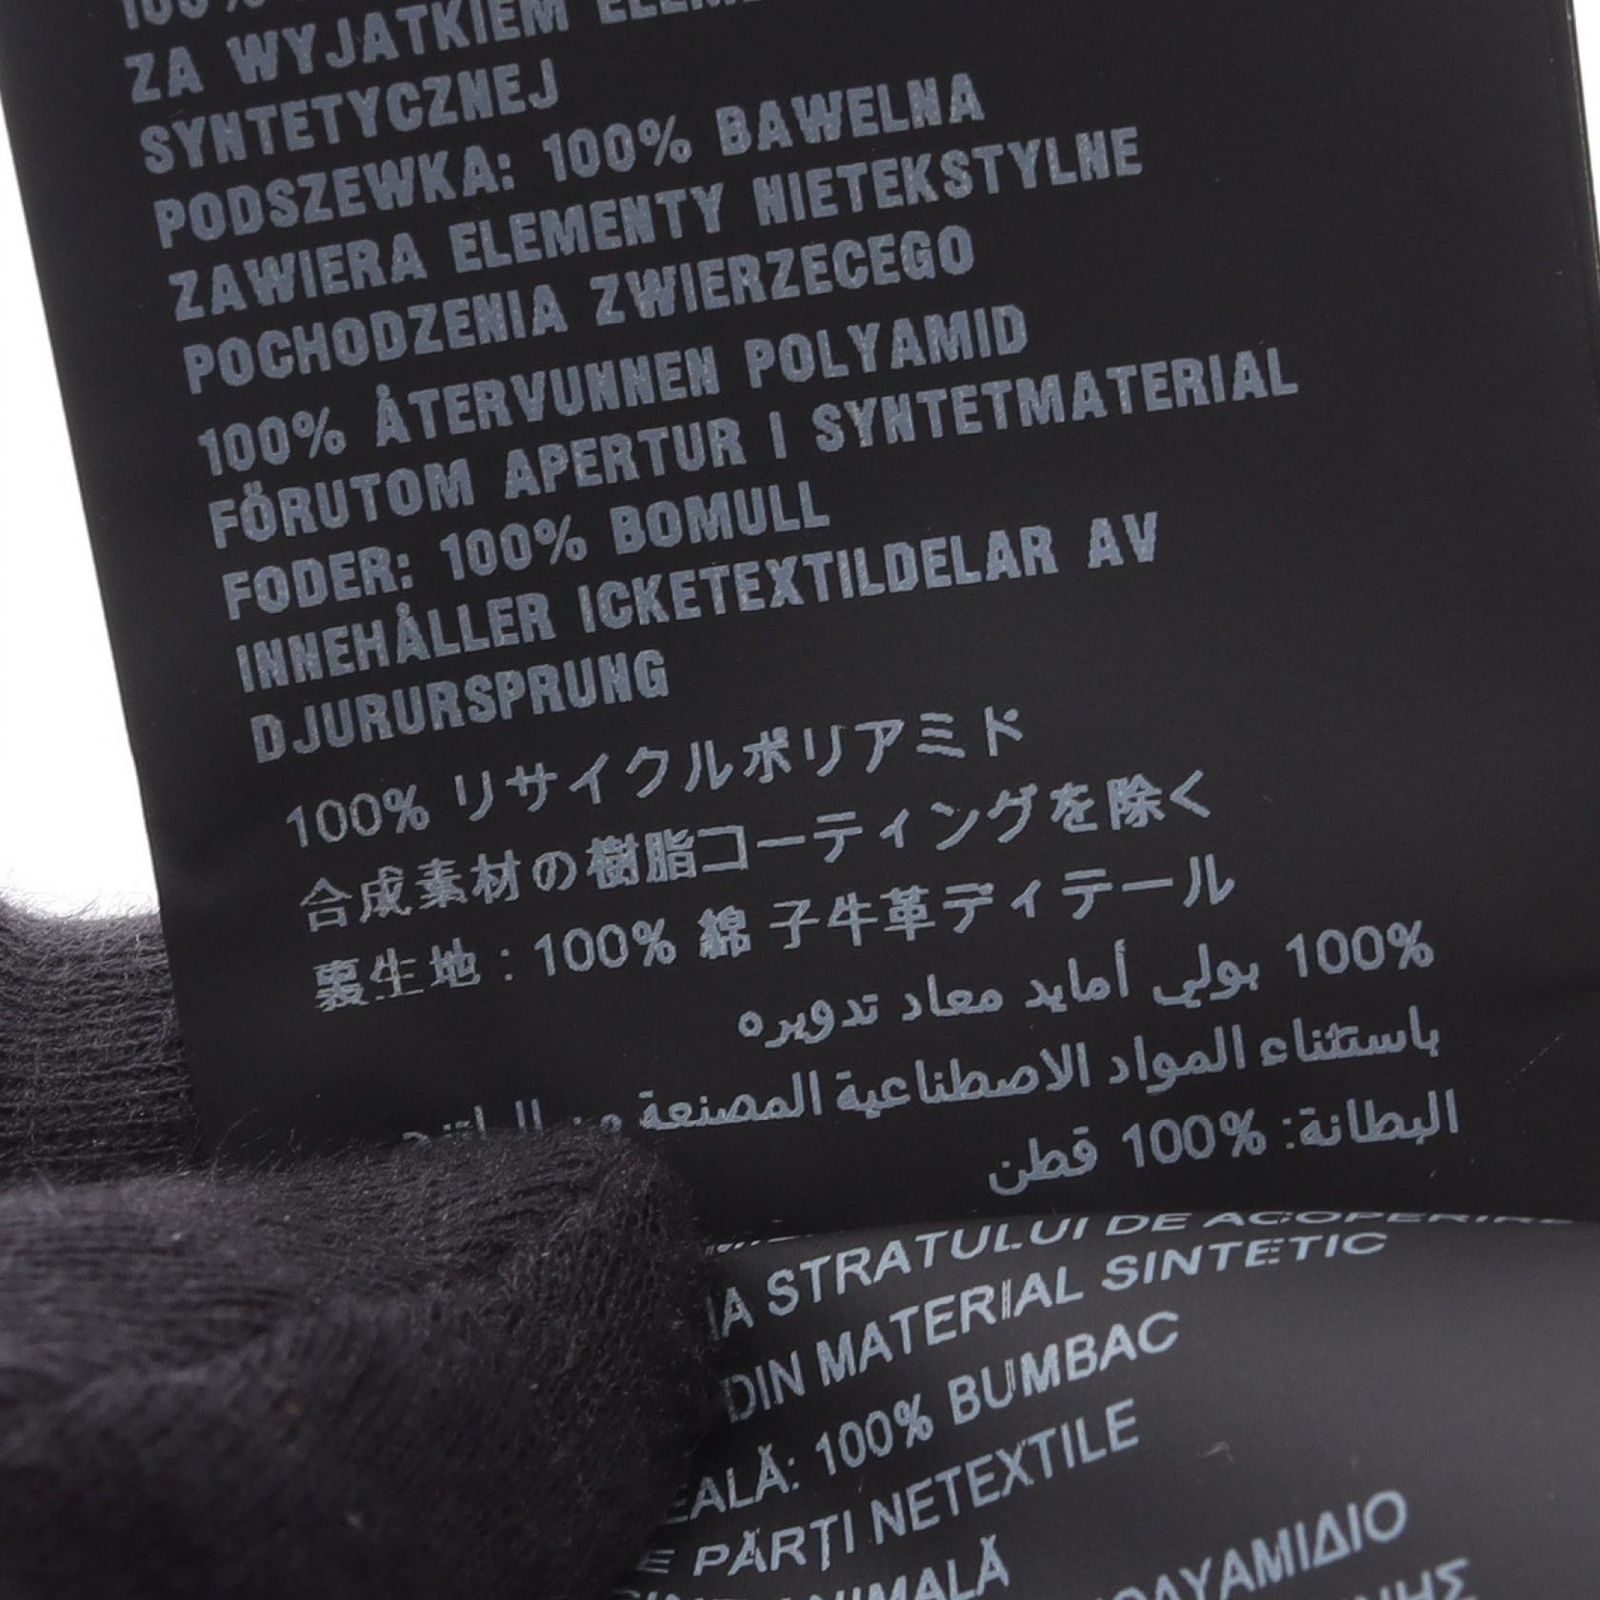 100%
ZA WYJATKIEM
SYNTETYCZNEJ
PODSZEWKA: 100% BAWELNA
ZAWIERA ELEMENTY NIETEKSTYLNE
POCHODZENIA ZWIERZECEGO
100% ÅTERVUNNEN POLYAMID
FÖRUTOM APERTUR I SYNTETMATERIAL
FODER: 100% BOMULL
INNEHÅLLER ICKETEXTILDELAR AV
DJURURSPRUNG
100% リサイクルポリアミド
合成素材の樹脂コーティングを除く
裏生地 : 100% 綿 子牛革ディテール
100% بولي أمايد معاد تدويره
باستثناء المواد الاصطناعية المصنعة من
البطانة: 100% قطن
STRATULUI DE ACOPERIRE
DIN MATERIAL SINTETIC
100% BUMBAC
PĂRŢI NETEXTILE